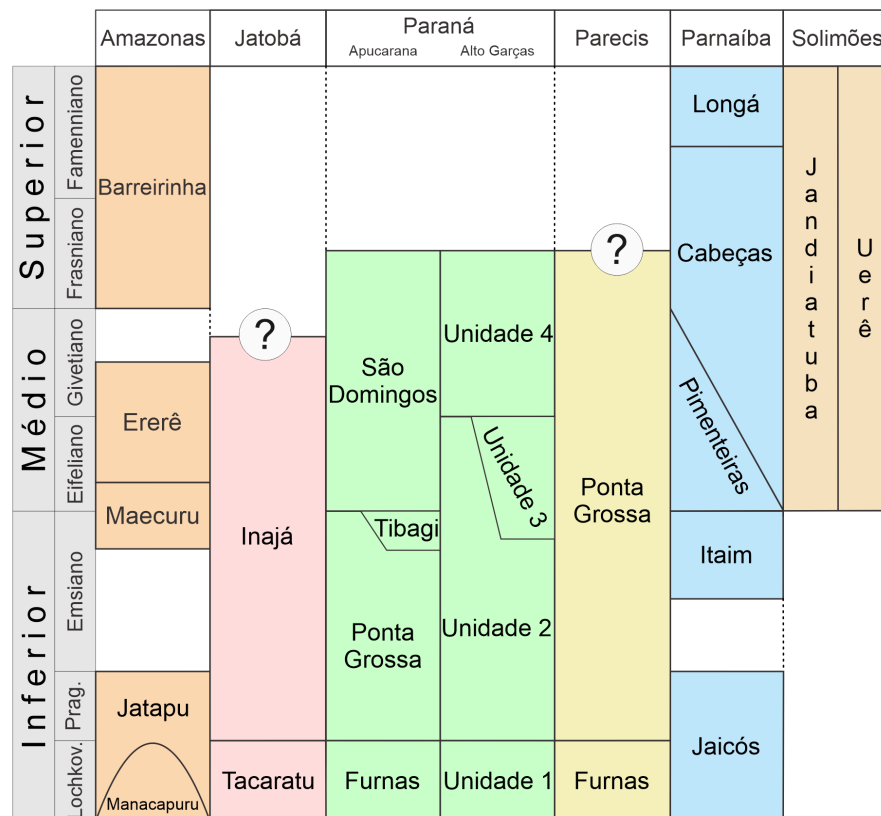 Amazonas
Jatobá
Paraná
Apucarana
Alto Garças
Parecis
Parnaíba
Solimões
Superior
Médio
Inferior
Famenniano
Frasniano
Givetiano
Eifeliano
Emsiano
Prag.
Lochkov.
Barreirinha
Ererê
Maecuru
Jatapu
Manacapuru
?
Inajá
Tacaratu
São
Domingos
Tibagi
Ponta
Grossa
Furnas
Unidade 4
Unidade 3
Unidade 2
Unidade 1
?
Ponta
Grossa
Furnas
Longá
Cabeças
Pimenteiras
Itaim
Jaicós
Jandiatuba
Uerê